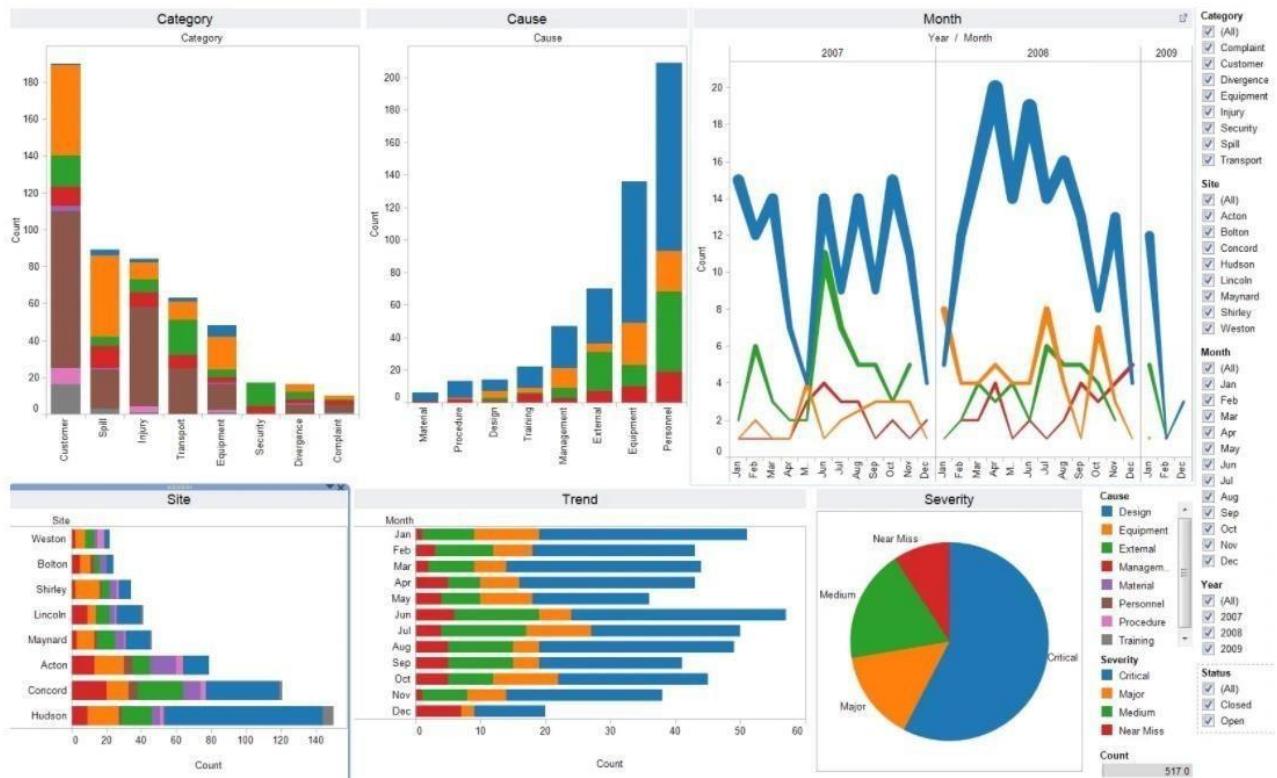 Category
Category
Count
180
160
140
120
100
80
60
40
20
0
Customer
Spill
Injury
Transport
Equipment
Security
Divergence
Complaint
Cause
Cause
Count
200
180
160
140
120
100
80
60
40
20
0
Material
Procedure
Design
Training
Management
External
Equipment
Personnel
Month
Year / Month
2007 2008 2009
Count
20
18
16
14
12
10
8
6
4
2
0
Jan Feb Mar Apr M.. Jun Jul Aug Sep Oct Nov Dec Jan Feb Mar Apr M.. Jun Jul Aug Sep Oct Nov Dec Jan Feb Dec
Category
(All)
Complaint
Customer
Divergence
Equipment
Injury
Security
Spill
Transport
Site
(All)
Acton
Bolton
Concord
Hudson
Lincoln
Maynard
Shirley
Weston
Month
(All)
Jan
Feb
Mar
Apr
May
Jun
Jul
Aug
Sep
Oct
Nov
Dec
Year
(All)
2007
2008
2009
Status
(All)
Closed
Open
Site
Site
Weston
Bolton
Shirley
Lincoln
Maynard
Acton
Concord
Hudson
0 20 40 60 80 100 120 140
Count
Trend
Month
Jan
Feb
Mar
Apr
May
Jun
Jul
Aug
Sep
Oct
Nov
Dec
0 10 20 30 40 50 60
Count
Severity
Near Miss
Medium
Major
Critical
Cause
Design
Equipment
External
Managem..
Material
Personnel
Procedure
Training
Severity
Critical
Major
Medium
Near Miss
Count
517 0